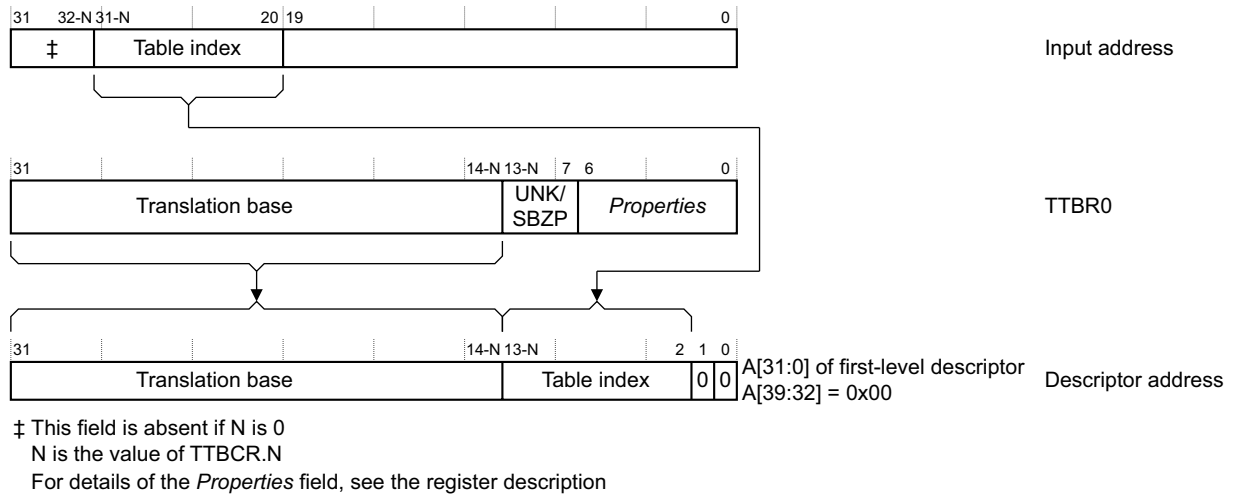 31 32-N 31-N 20 19 0
‡ Table index Input address
31 14-N 13-N 7 6 0
Translation base UNK/ SBZP Properties TTBR0
31 14-N 13-N 2 1 0
Translation base Table index 0 0 A[31:0] of first-level descriptor
A[39:32] = 0x00 Descriptor address
‡ This field is absent if N is 0
N is the value of TTBCR.N
For details of the Properties field, see the register description